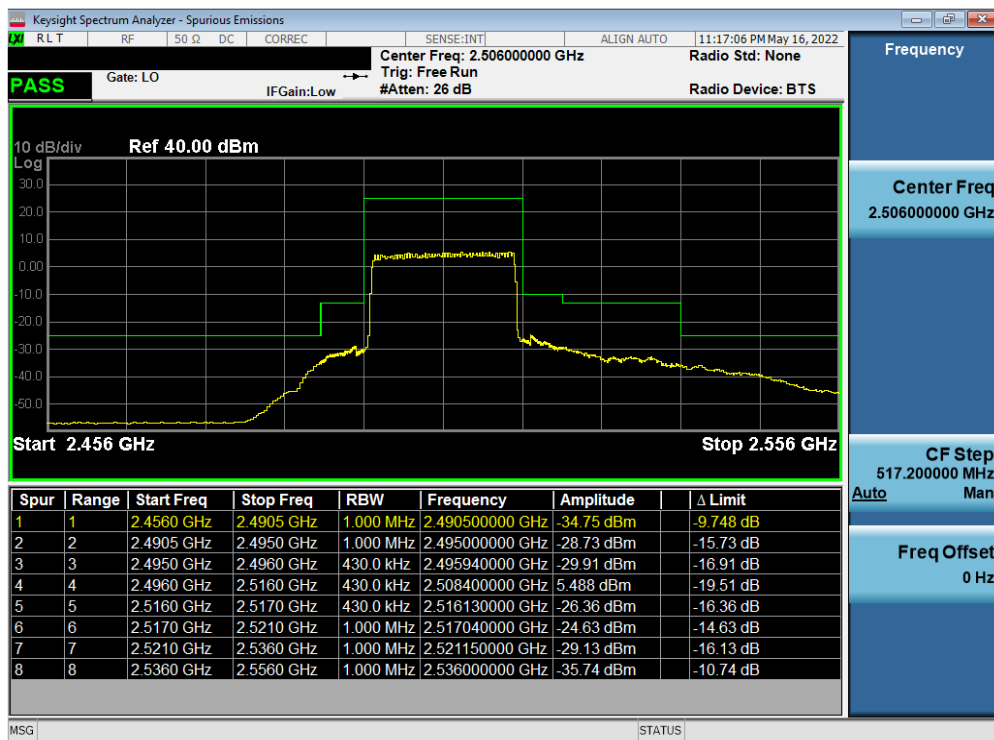 Keysight Spectrum Analyzer - Spurious Emissions
LXI RLT RF 50 Ω DC CORREC SENSE:INT ALIGN AUTO 11:17:06 PM May 16, 2022
Center Freq: 2.506000000 GHz Radio Std: None
Trig: Free Run
PASS Gate: LO IFGain:Low #Atten: 26 dB Radio Device: BTS
10 dB/div Ref 40.00 dBm
Log
30.0
20.0
10.0
0.00
-10.0
-20.0
-30.0
-40.0
-50.0
Start 2.456 GHz Stop 2.556 GHz
Spur Range Start Freq Stop Freq RBW Frequency Amplitude Δ Limit
1 1 2.4560 GHz 2.4905 GHz 1.000 MHz 2.490500000 GHz -34.75 dBm -9.748 dB
2 2 2.4905 GHz 2.4950 GHz 1.000 MHz 2.495000000 GHz -28.73 dBm -15.73 dB
3 3 2.4950 GHz 2.4960 GHz 430.0 kHz 2.495940000 GHz -29.91 dBm -16.91 dB
4 4 2.4960 GHz 2.5160 GHz 430.0 kHz 2.508400000 GHz 5.488 dBm -19.51 dB
5 5 2.5160 GHz 2.5170 GHz 430.0 kHz 2.516130000 GHz -26.36 dBm -16.36 dB
6 6 2.5170 GHz 2.5210 GHz 1.000 MHz 2.517040000 GHz -24.63 dBm -14.63 dB
7 7 2.5210 GHz 2.5360 GHz 1.000 MHz 2.521150000 GHz -29.13 dBm -16.13 dB
8 8 2.5360 GHz 2.5560 GHz 1.000 MHz 2.536000000 GHz -35.74 dBm -10.74 dB
MSG STATUS
Frequency
Center Freq
2.506000000 GHz
CF Step
517.200000 MHz
Auto Man
Freq Offset
0 Hz